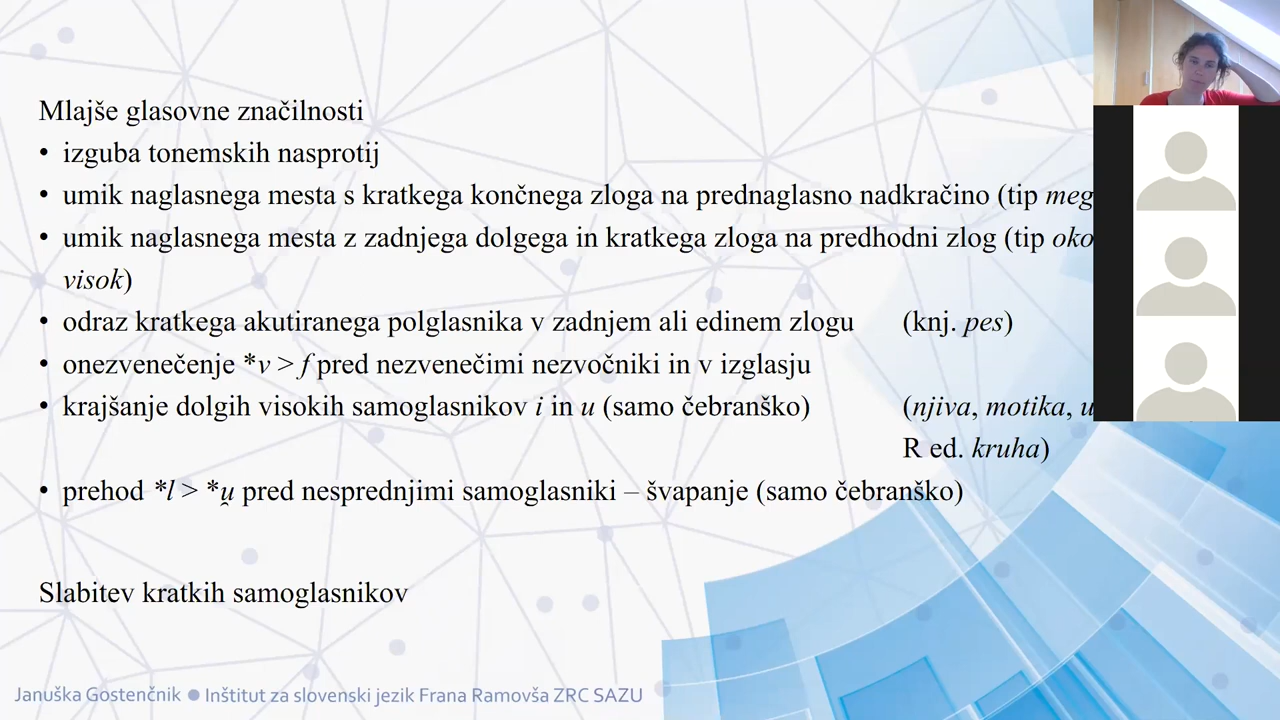 Mlajše glasovne značilnosti
• izguba tonemskih nasprotij
• umik naglasnega mesta s kratkega končnega zloga na prednaglasno nadkračino (tip meg
• umik naglasnega mesta z zadnjega dolgega in kratkega zloga na predhodni zlog (tip oko
visok)
• odraz kratkega akutiranega polglasnika v zadnjem ali edinem zlogu (knj. pes)
• onezvenečenje *v > f pred nezvenečimi nezvočniki in v izglasju
• krajšanje dolgih visokih samoglasnikov i in u (samo čebranško) (njiva, motika, u
R ed. kruha)
• prehod *l > *u̯ pred nesprednjimi samoglasniki – švapanje (samo čebranško)
Slabitev kratkih samoglasnikov
Januška Gostenčnik ● Inštitut za slovenski jezik Frana Ramovša ZRC SAZU